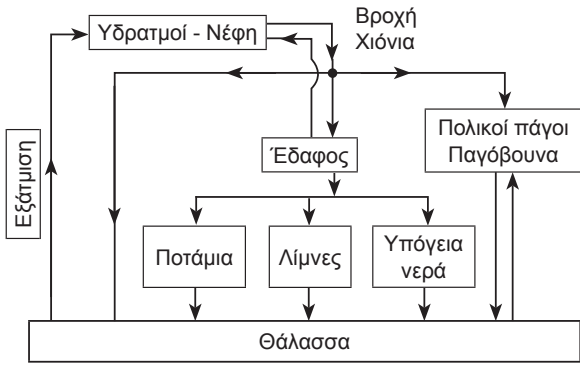 Υδρατμοί - Νέφη
Βροχή
Χιόνια
Εξάτμιση
Έδαφος
Πολικοί πάγοι
Παγόβουνα
Ποτάμια
Λίμνες
Υπόγεια
νερά
Θάλασσα